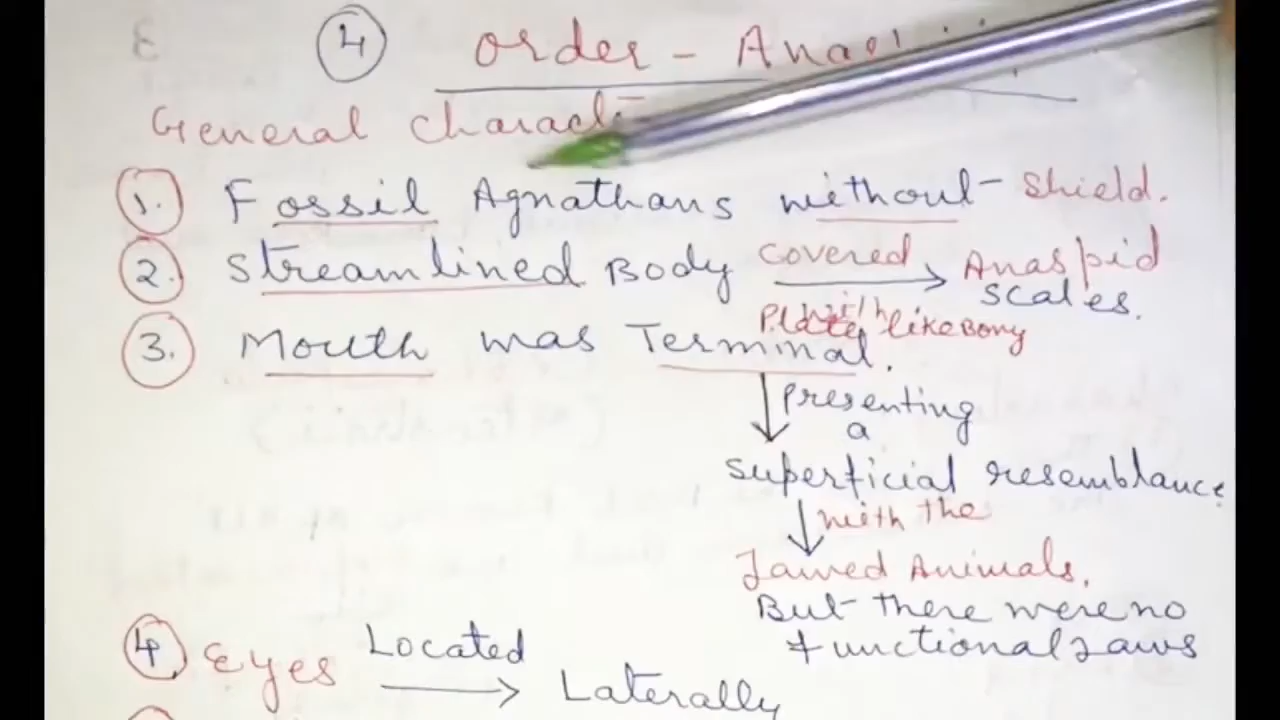 4 Order -
General
1. Fossil Agnathans without Shield.
2. Streamlined Body covered Anaspid
scales.
with
Plate like Bony
3. Mouth was Terminal.
presenting
a
superficial resemblance
with the
Jawed Animals.
But there were no
functional Jaws
4. Eyes Located Laterally